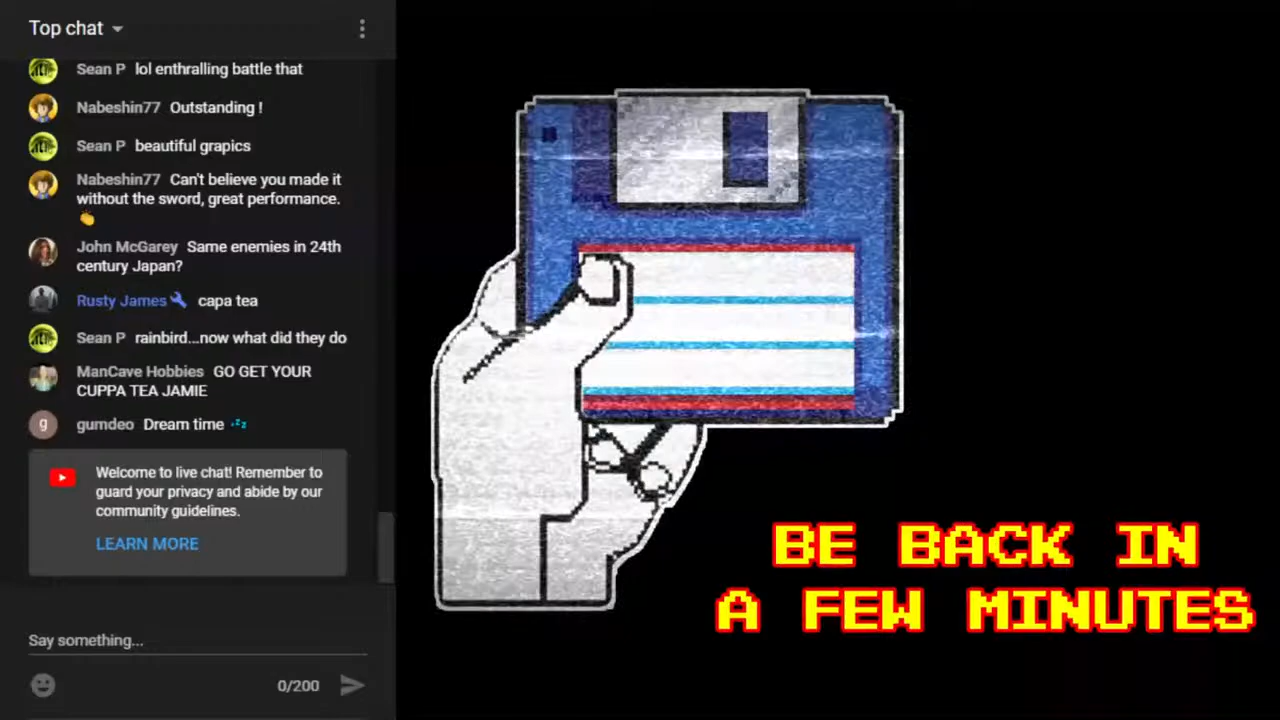 Top chat
Sean P lol enthralling battle that
Nabeshin77 Outstanding !
Sean P beautiful grapics
Nabeshin77 Can't believe you made it
without the sword, great performance.
John McGarey Same enemies in 24th
century Japan?
Rusty James capa tea
Sean P rainbird...now what did they do
ManCave Hobbies GO GET YOUR
CUPPA TEA JAMIE
g gumdeo Dream time
Welcome to live chat! Remember to
guard your privacy and abide by our
community guidelines.
LEARN MORE
Say something...
0/200
BE BACK IN
A FEW MINUTES